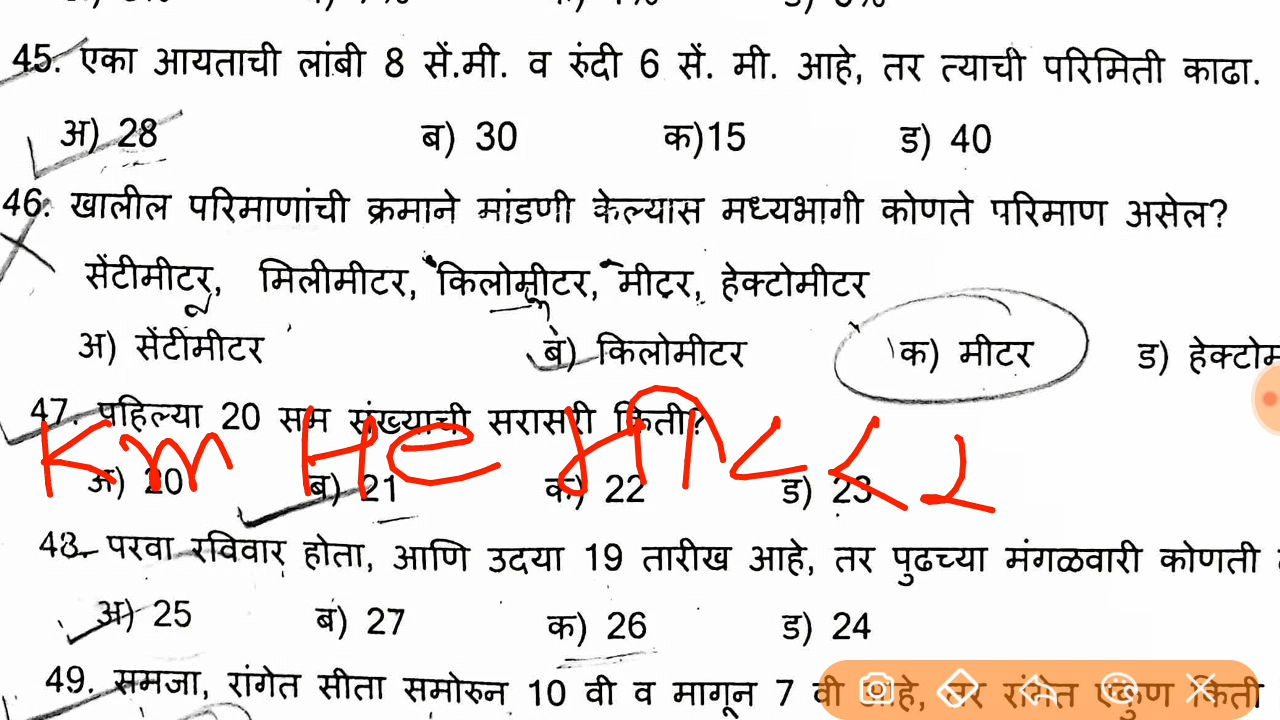 45. एका आयताची लांबी 8 सें.मी. व रुंदी 6 सें. मी. आहे, तर त्याची परिमिती काढा.
अ) 28 ब) 30 क)15 ड) 40
46. खालील परिमाणांची क्रमाने मांडणी केल्यास मध्यभागी कोणते परिमाण असेल?
सेंटीमीटर, मिलीमीटर, किलोमीटर, मीटर, हेक्टोमीटर
अ) सेंटीमीटर ब) किलोमीटर क) मीटर ड)
47. पहिल्या 20 सम संख्याची सरासरी किती?
Km He मी
अ) 20 ब) 21 क) 22 ड) 23
48. परवा रविवार होता, आणि उदया 19 तारीख आहे, तर पुढच्या मंगळवारी कोणती
अ) 25 ब) 27 क) 26 ड) 24
49. समजा, रांगेत सीता समोरुन 10 वी व मागून 7 वी आहे, तर रांगेत एकुण किती